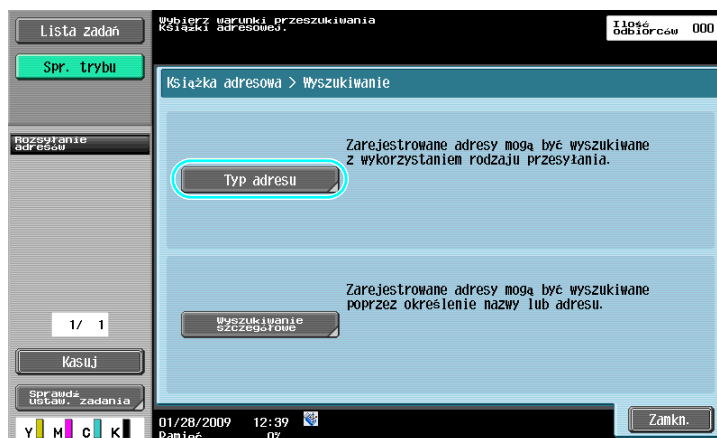 Lista zadań
Spr. trybu
Rozsyłanie
adresów
1/ 1
Kasuj
Sprawdź
ustaw. zadania
Y M C K
Wybierz warunki przeszukiwania
Książki adresowej.
Ilość
odbiorców 000
Książka adresowa > Wyszukiwanie
Zarejestrowane adresy mogą być wyszukiwane
z wykorzystaniem rodzaju przesyłania.
Typ adresu
Zarejestrowane adresy mogą być wyszukiwane
poprzez określenie nazwy lub adresu.
Wyszukiwanie
szczegółowe
01/28/2009 12:39
Pamięć 0%
Zamkn.